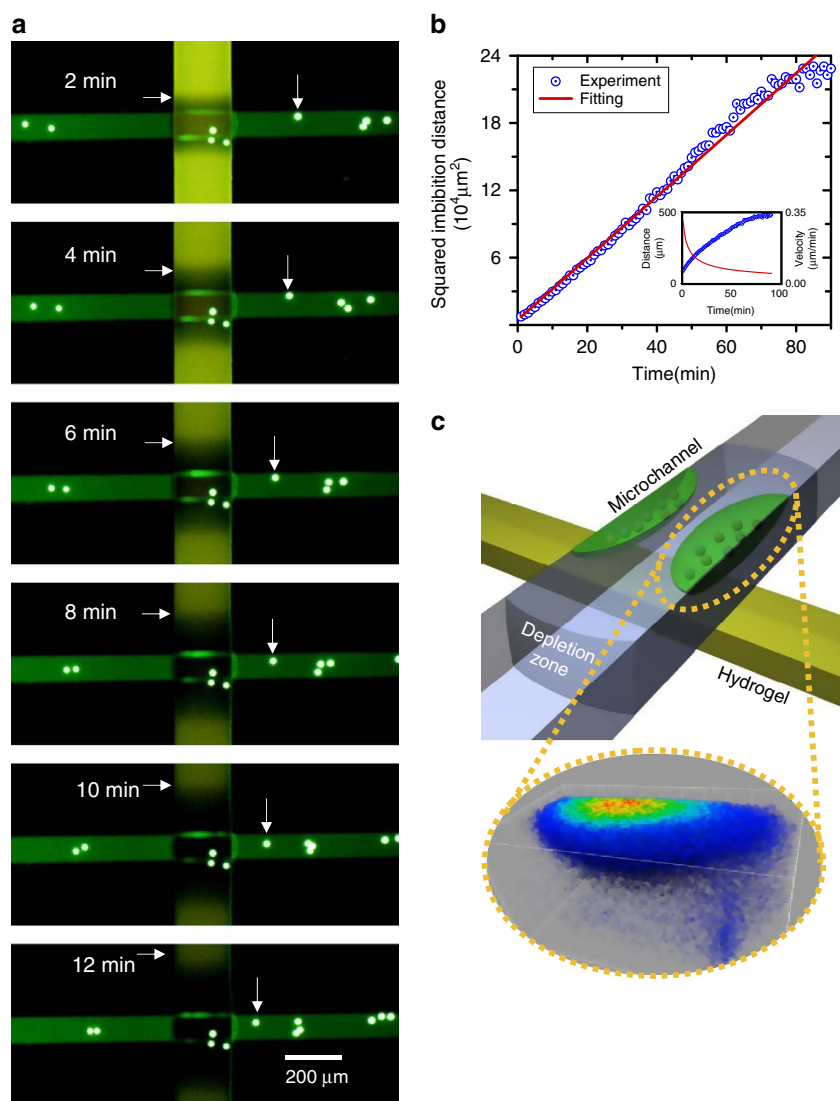 a
2 min
4 min
6 min
8 min
10 min
12 min
200 μm
b
24
18
12
6
Squared imbibition distance
(10⁴μm²)
Experiment
Fitting
500
0
Distance
(μm)
0.35
0.00
Velocity
(μm/min)
0 50 100
Time(min)
0 20 40 60 80
Time(min)
c
Microchannel
Depletion
zone
Hydrogel